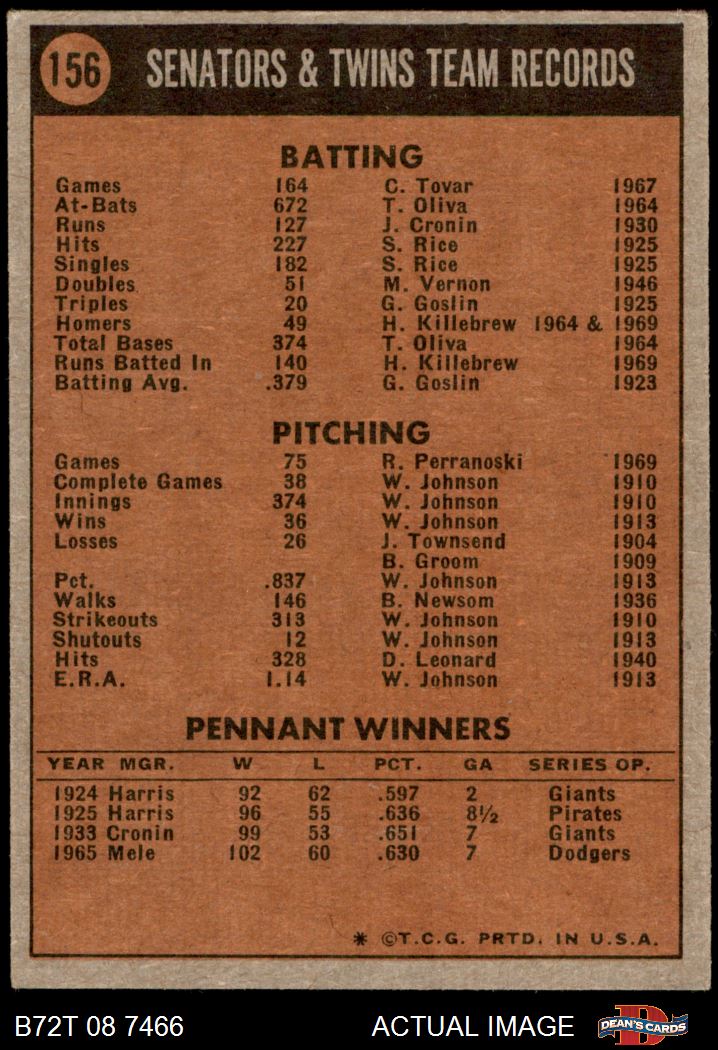 156 SENATORS & TWINS TEAM RECORDS
BATTING
Games 164 C. Tovar 1967
At-Bats 672 T. Oliva 1964
Runs 127 J. Cronin 1930
Hits 227 S. Rice 1925
Singles 182 S. Rice 1925
Doubles 51 M. Vernon 1946
Triples 20 G. Goslin 1925
Homers 49 H. Killebrew 1964 & 1969
Total Bases 374 T. Oliva 1964
Runs Batted In 140 H. Killebrew 1969
Batting Avg. .379 G. Goslin 1923
PITCHING
Games 75 R. Perranoski 1969
Complete Games 38 W. Johnson 1910
Innings 374 W. Johnson 1910
Wins 36 W. Johnson 1913
Losses 26 J. Townsend 1904
B. Groom 1909
Pct. .837 W. Johnson 1913
Walks 146 B. Newsom 1936
Strikeouts 313 W. Johnson 1910
Shutouts 12 W. Johnson 1913
Hits 328 D. Leonard 1940
E.R.A. 1.14 W. Johnson 1913
PENNANT WINNERS
YEAR MGR. W L PCT. GA SERIES OP.
1924 Harris 92 62 .597 2 Giants
1925 Harris 96 55 .636 8½ Pirates
1933 Cronin 99 53 .651 7 Giants
1965 Mele 102 60 .630 7 Dodgers
* ©T.C.G. PRTD. IN U.S.A.
B72T 08 7466 ACTUAL IMAGE D DEAN'S CARDS